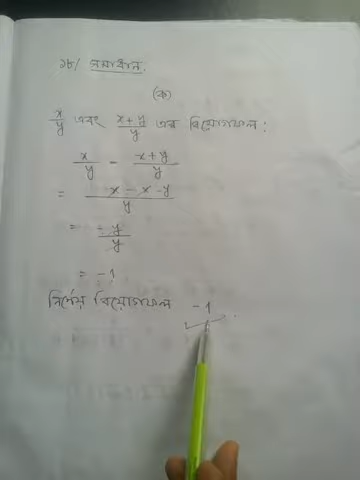 ১৮/ সমাধান.
(ক)
x/y এবং x+y/y এর বিয়োগফল:
x/y - x+y/y
= x - x - y/y
= -y/y
= -1
নির্ণেয় বিয়োগফল -1